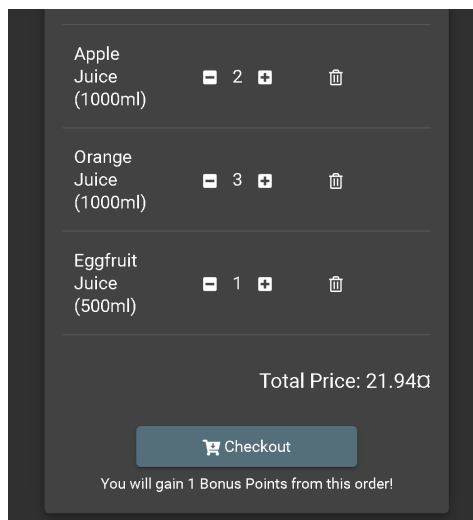 Apple
Juice
(1000ml)
2
Orange
Juice
(1000ml)
3
Eggfruit
Juice
(500ml)
1
Total Price: 21.94¤
Checkout
You will gain 1 Bonus Points from this order!